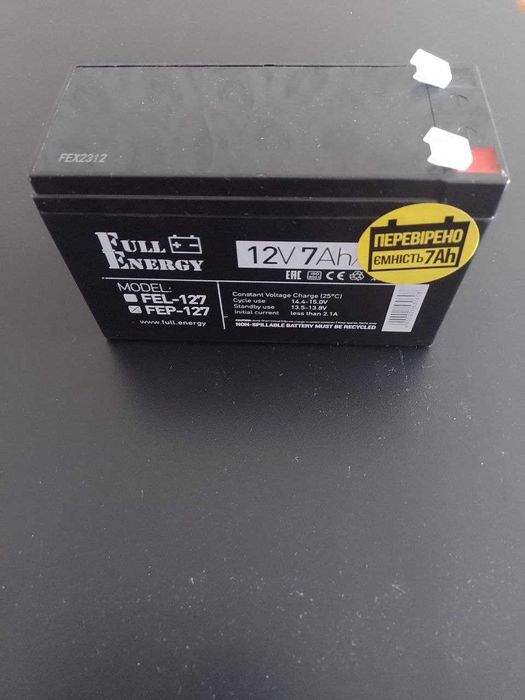 FEX2312
FULL
ENERGY
12V 7Ah
MODEL:
FEL-127
FEP-127
www.full.energy
EAC ISO CE
Constant Voltage Charge (25°C)
Cycle use 14.4-15.0V
Standby use 13.5-13.8V
Initial current less than 2.1A
NON-SPILLABLE BATTERY MUST BE RECYCLED
ПЕРЕВІРЕНО
ЄМНІСТЬ 7Ah